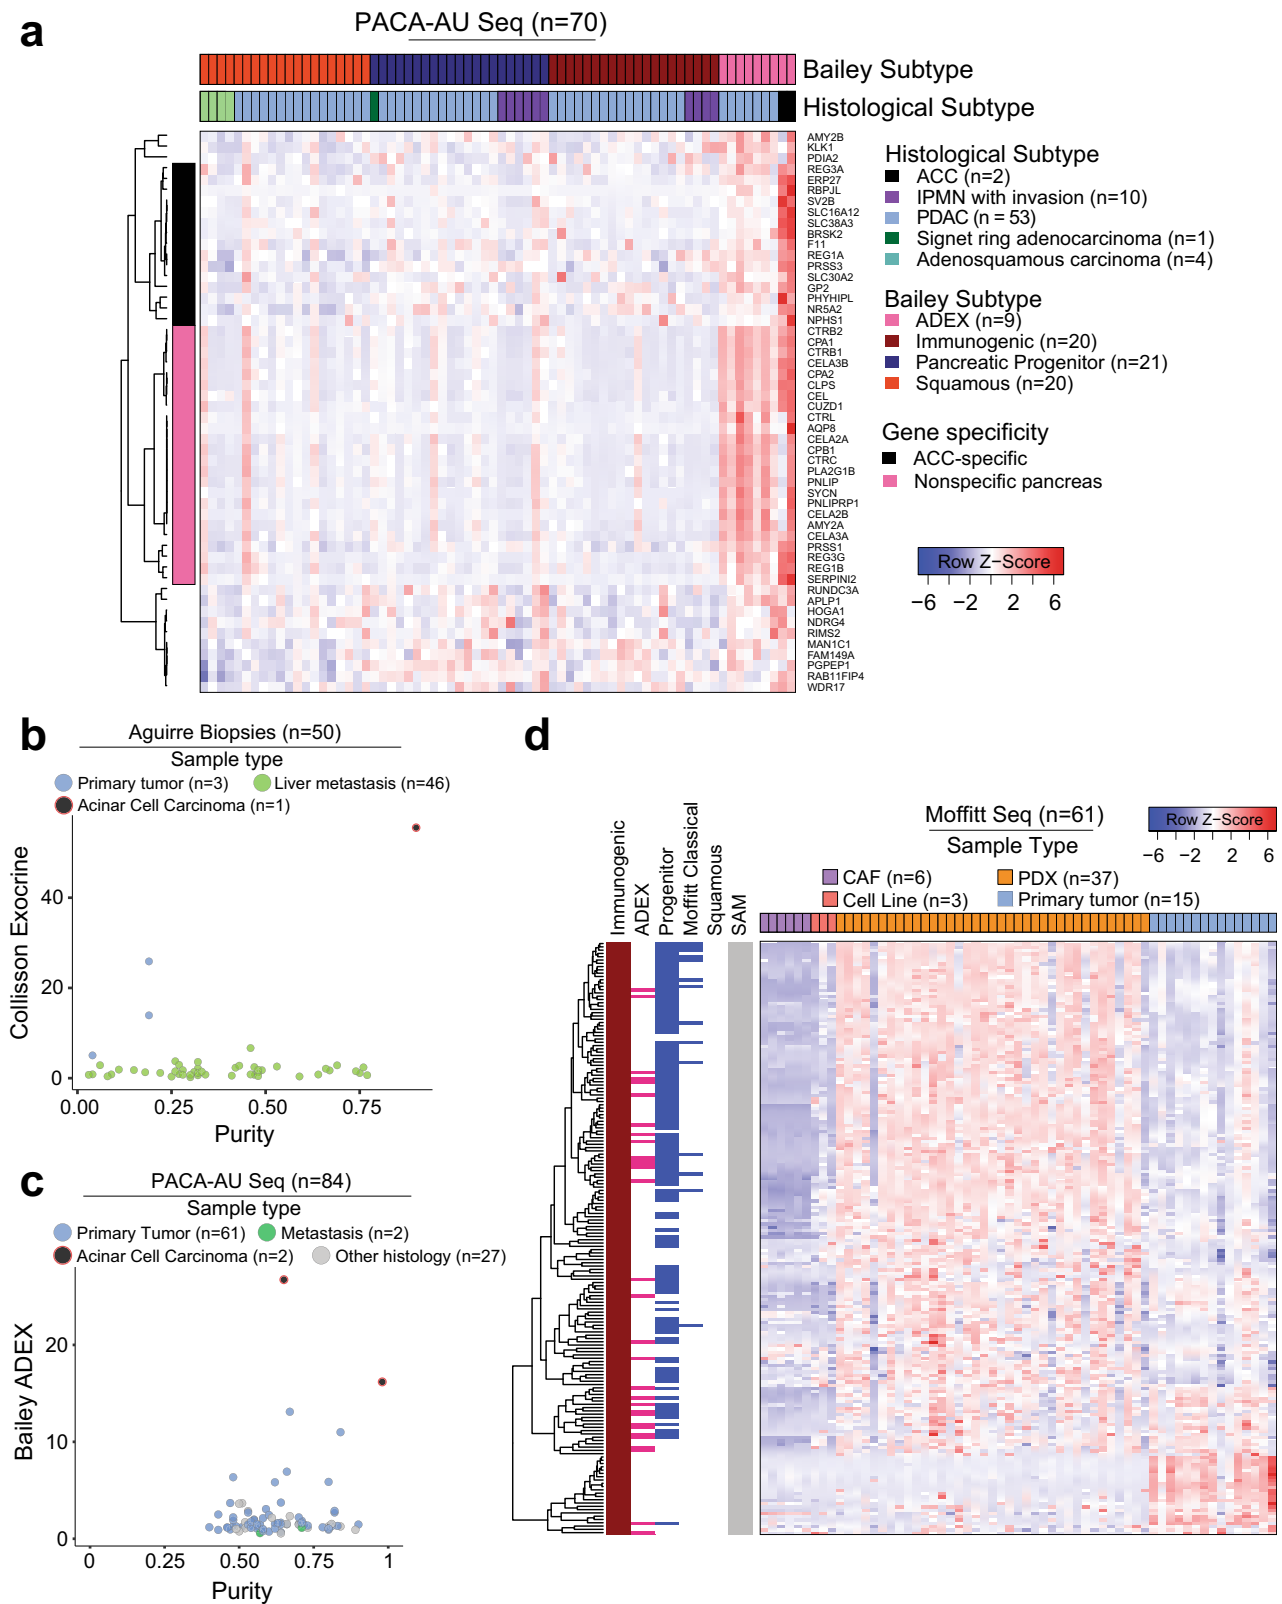 a
PACA-AU Seq (n=70)
Bailey Subtype
Histological Subtype
AMY2B
KLK1
PDIA2
REG3A
ERP27
RBPJL
SV2B
SLC16A12
SLC38A3
BRSK2
F11
REG1A
PRSS3
SLC30A2
GP2
PHYHIPL
NR5A2
NPHS1
CTRB2
CPA1
CTRB1
CELA3B
CPA2
CLPS
CEL
CUZD1
CTRL
AQP8
CELA2A
CPB1
CTRC
PLA2G1B
PNLIP
SYCN
PNLIPRP1
CELA2B
AMY2A
CELA3A
PRSS1
REG3G
REG1B
SERPINI2
RUNDC3A
APLP1
HOGA1
NDRG4
RIMS2
MAN1C1
FAM149A
PGPEP1
RAB11FIP4
WDR17
Histological Subtype
ACC (n=2)
IPMN with invasion (n=10)
PDAC (n = 53)
Signet ring adenocarcinoma (n=1)
Adenosquamous carcinoma (n=4)
Bailey Subtype
ADEX (n=9)
Immunogenic (n=20)
Pancreatic Progenitor (n=21)
Squamous (n=20)
Gene specificity
ACC-specific
Nonspecific pancreas
Row Z−Score
−6 −2 2 6
b
Aguirre Biopsies (n=50)
Sample type
Primary tumor (n=3) Liver metastasis (n=46)
Acinar Cell Carcinoma (n=1)
Collisson Exocrine
40
20
0
0.00 0.25 0.50 0.75
Purity
c
PACA-AU Seq (n=84)
Sample type
Primary Tumor (n=61) Metastasis (n=2)
Acinar Cell Carcinoma (n=2) Other histology (n=27)
Bailey ADEX
20
10
0
0 0.25 0.50 0.75 1
Purity
d
Immunogenic
ADEX
Progenitor
Moffitt Classical
Squamous
SAM
Moffitt Seq (n=61)
Sample Type
CAF (n=6) PDX (n=37)
Cell Line (n=3) Primary tumor (n=15)
Row Z−Score
−6 −2 2 6